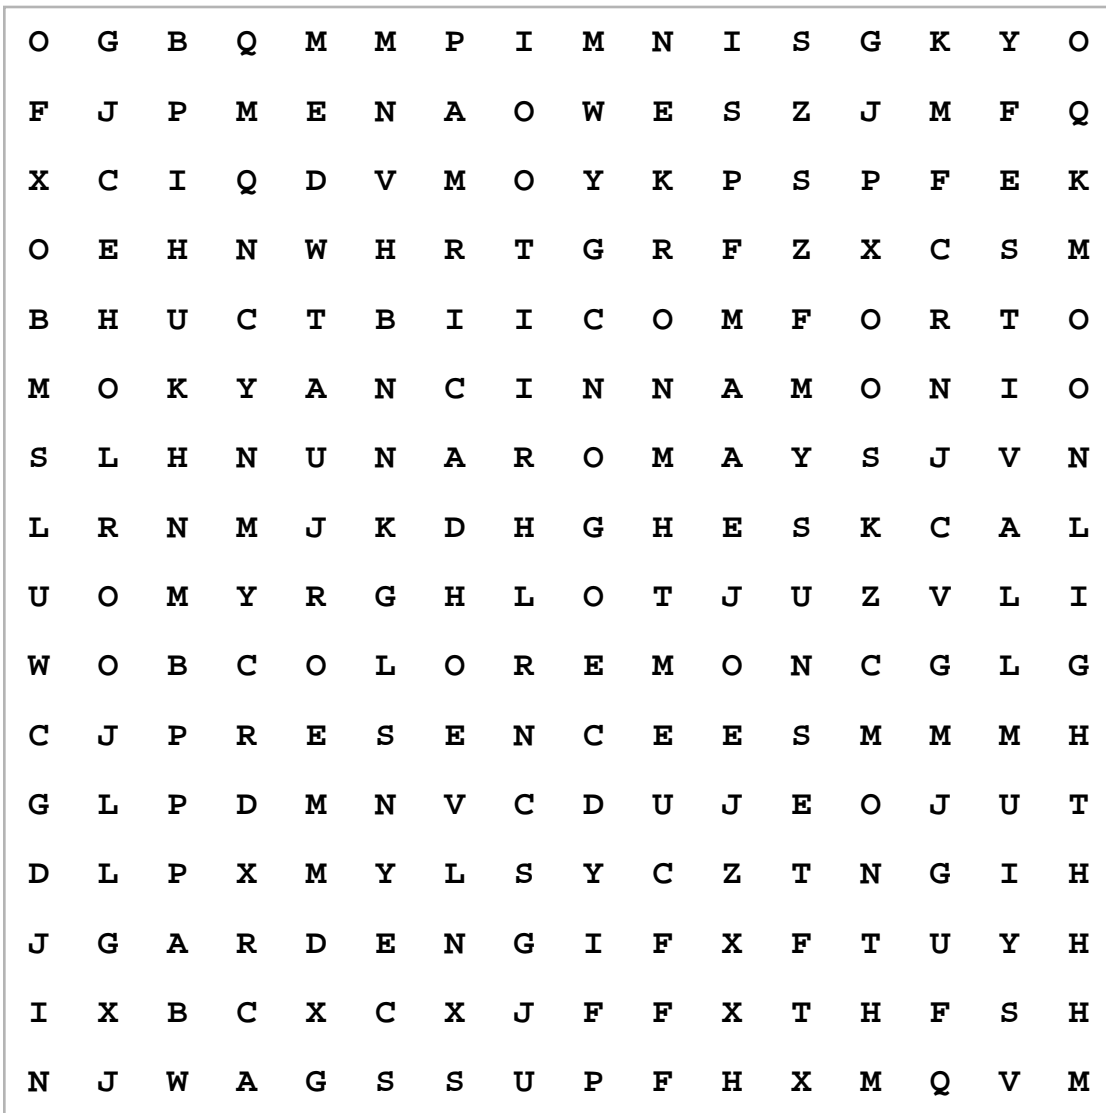 O G B Q M M P I M N I S G K Y O
F J P M E N A O W E S Z J M F Q
X C I Q D V M O Y K P S P F E K
O E H N W H R T G R F Z X C S M
B H U C T B I I C O M F O R T O
M O K Y A N C I N N A M O N I O
S L H N U N A R O M A Y S J V N
L R N M J K D H G H E S K C A L
U O M Y R G H L O T J U Z V L I
W O B C O L O R E M O N C G L G
C J P R E S E N C E E S M M M H
G L P D M N V C D U J E O J U T
D L P X M Y L S Y C Z T N G I H
J G A R D E N G I F X F T U Y H
I X B C X C X J F F X T H F S H
N J W A G S S U P F H X M Q V M